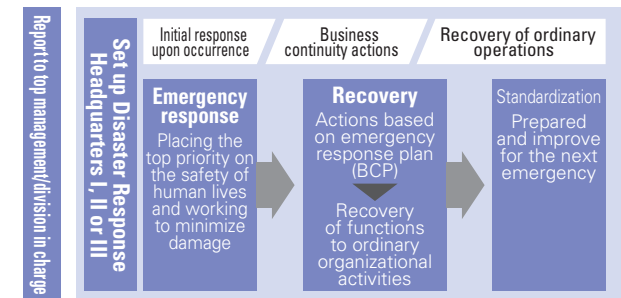 Report to top management/division in charge
Set up Disaster Response
Headquarters I, II or III
Initial response
upon occurrence
Business
continuity actions
Recovery of ordinary
operations
Emergency
response
Placing the
top priority on
the safety of
human lives
and working
to minimize
damage
Recovery
Actions based
on emergency
response plan
(BCP)
Recovery
of functions
to ordinary
organizational
activities
Standardization
Prepared
and improve
for the next
emergency